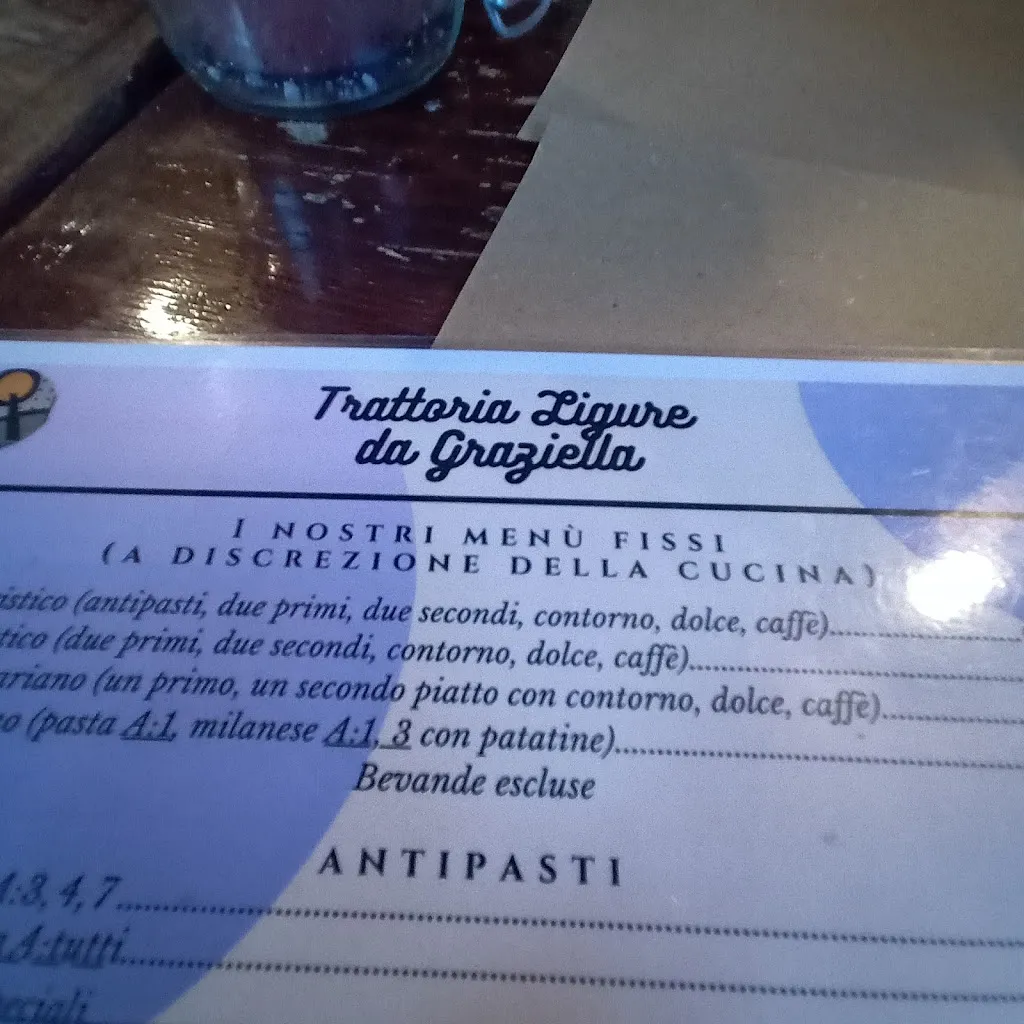 Trattoria Ligure
da Graziella
I NOSTRI MENÙ FISSI
(A DISCREZIONE DELLA CUCINA)
(antipasti, due primi, due secondi, contorno, dolce, caffè)
(due primi, due secondi, contorno, dolce, caffè)
(un primo, un secondo piatto con contorno, dolce, caffè)
(pasta A:1, milanese A:1, 3 con patatine)
Bevande escluse
ANTIPASTI
A:3, 4, 7
A:tutti